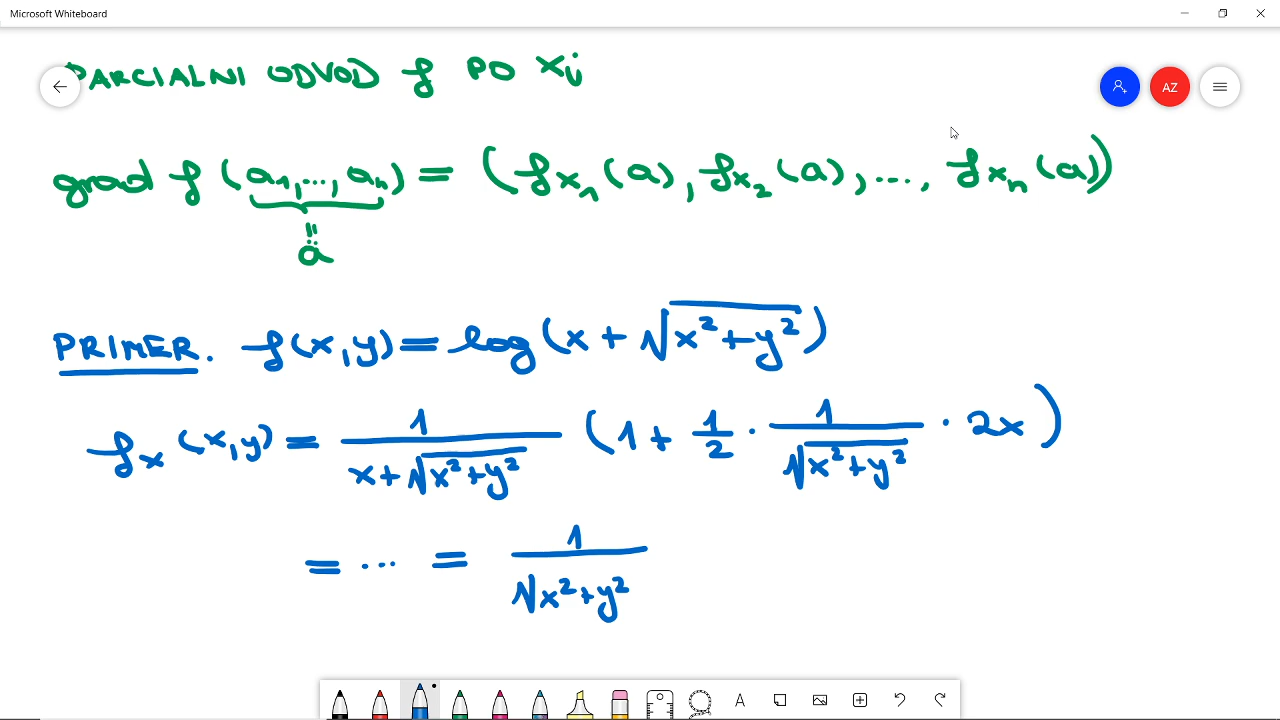 Microsoft Whiteboard
PARCIALNI ODVOD f PO xj
AZ
grad f (a1,..., an) = (fx1(a), fx2(a), ..., fxn(a))
=: a
PRIMER. f(x,y) = log(x + √(x²+y²))
fx(x,y) = 1/(x+√(x²+y²)) (1 + 1/2 · 1/√(x²+y²) · 2x)
= ... = 1/√(x²+y²)
A